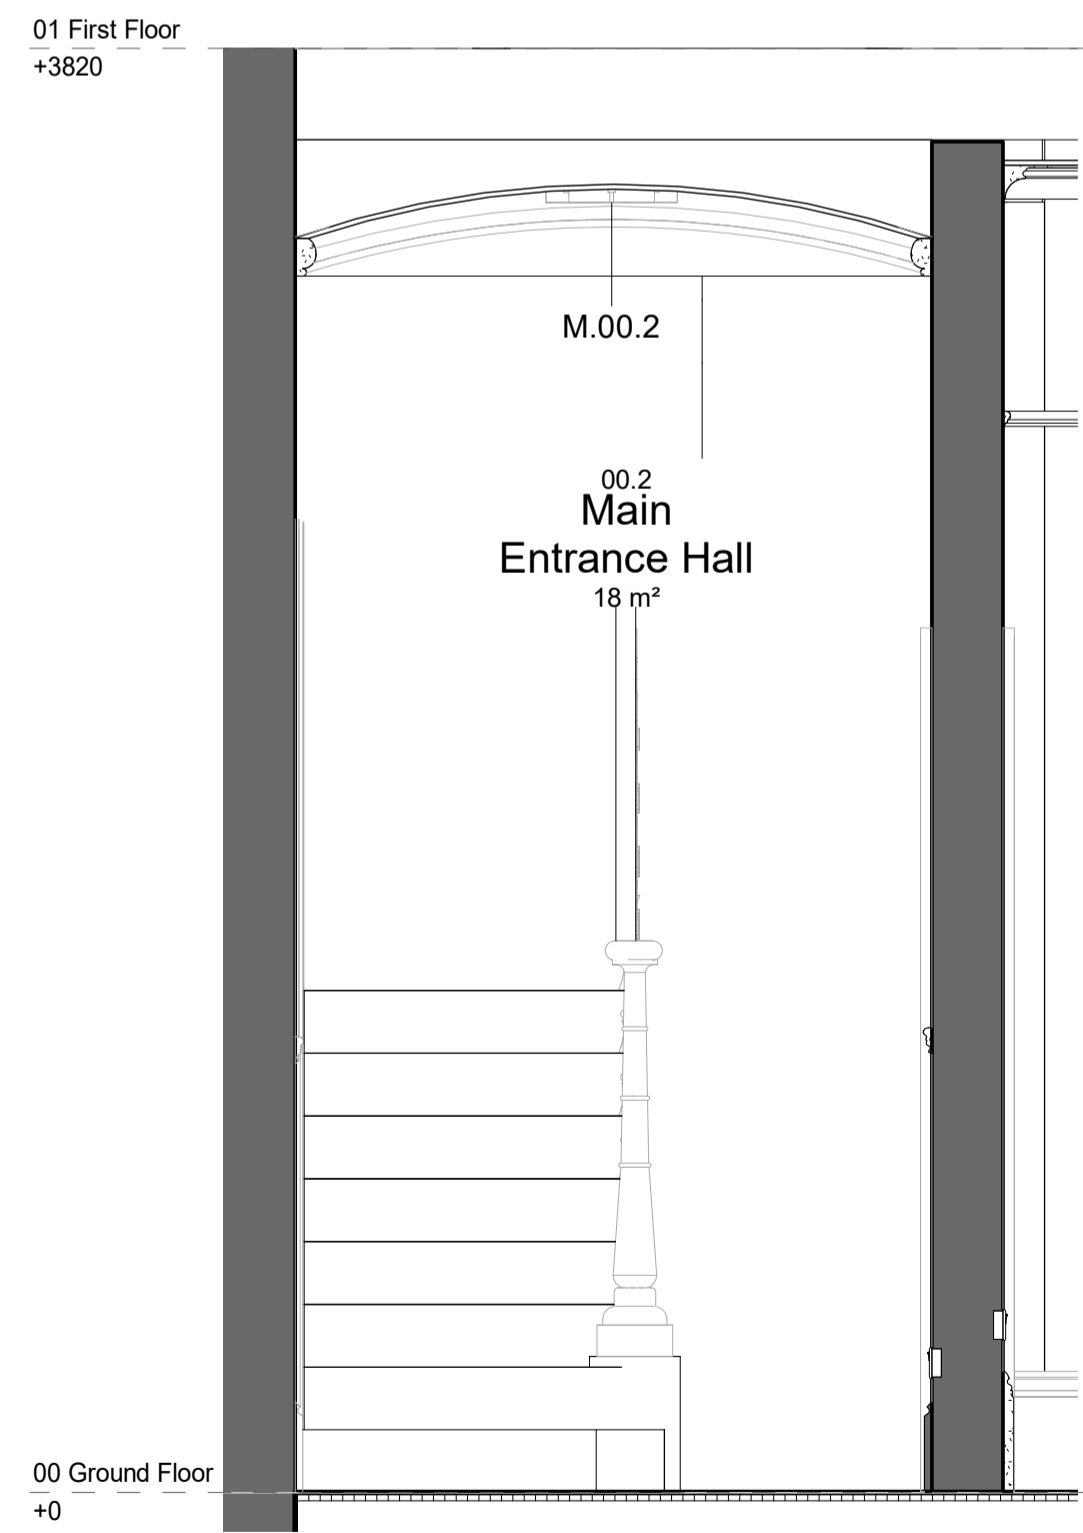 01 First Floor
+3820
M.00.2
00.2
Main
Entrance Hall
18 m²
00 Ground Floor
+0